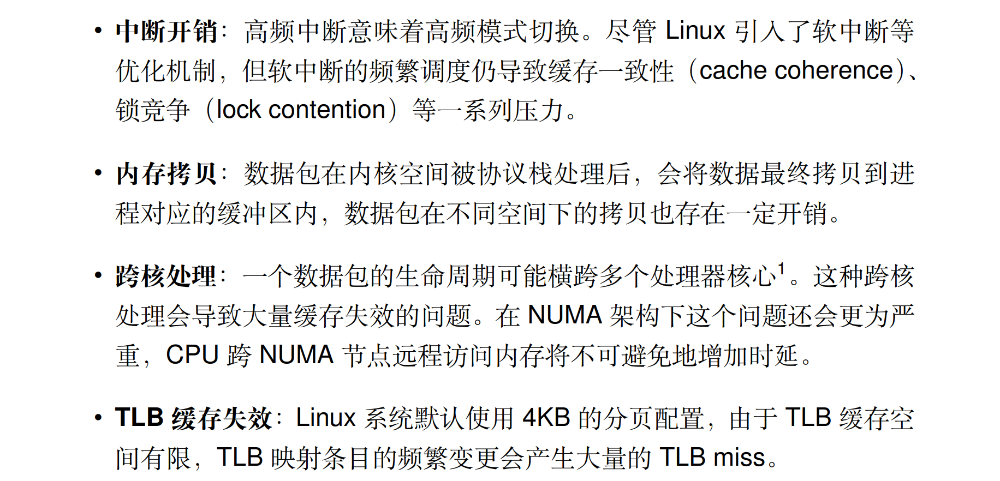 • 中断开销：高频中断意味着高频模式切换。尽管 Linux 引入了软中断等
优化机制，但软中断的频繁调度仍导致缓存一致性（cache coherence）、
锁竞争（lock contention）等一系列压力。
• 内存拷贝：数据包在内核空间被协议栈处理后，会将数据最终拷贝到进
程对应的缓冲区内，数据包在不同空间下的拷贝也存在一定开销。
• 跨核处理：一个数据包的生命周期可能横跨多个处理器核心¹。这种跨核
处理会导致大量缓存失效的问题。在 NUMA 架构下这个问题还会更为严
重，CPU 跨 NUMA 节点远程访问内存将不可避免地增加时延。
• TLB 缓存失效：Linux 系统默认使用 4KB 的分页配置，由于 TLB 缓存空
间有限，TLB 映射条目的频繁变更会产生大量的 TLB miss。